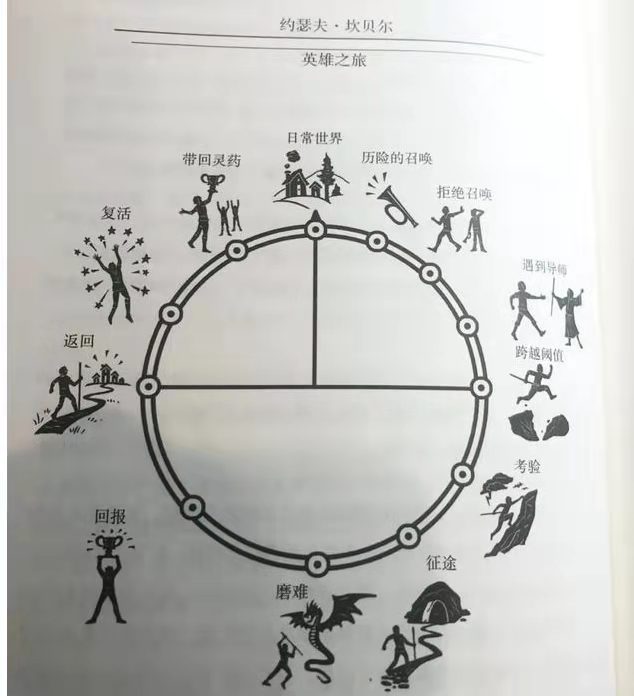 约瑟夫·坎贝尔
英雄之旅
日常世界
历险的召唤
拒绝召唤
遇到导师
跨越阈值
考验
征途
磨难
回报
返回
复活
带回灵药